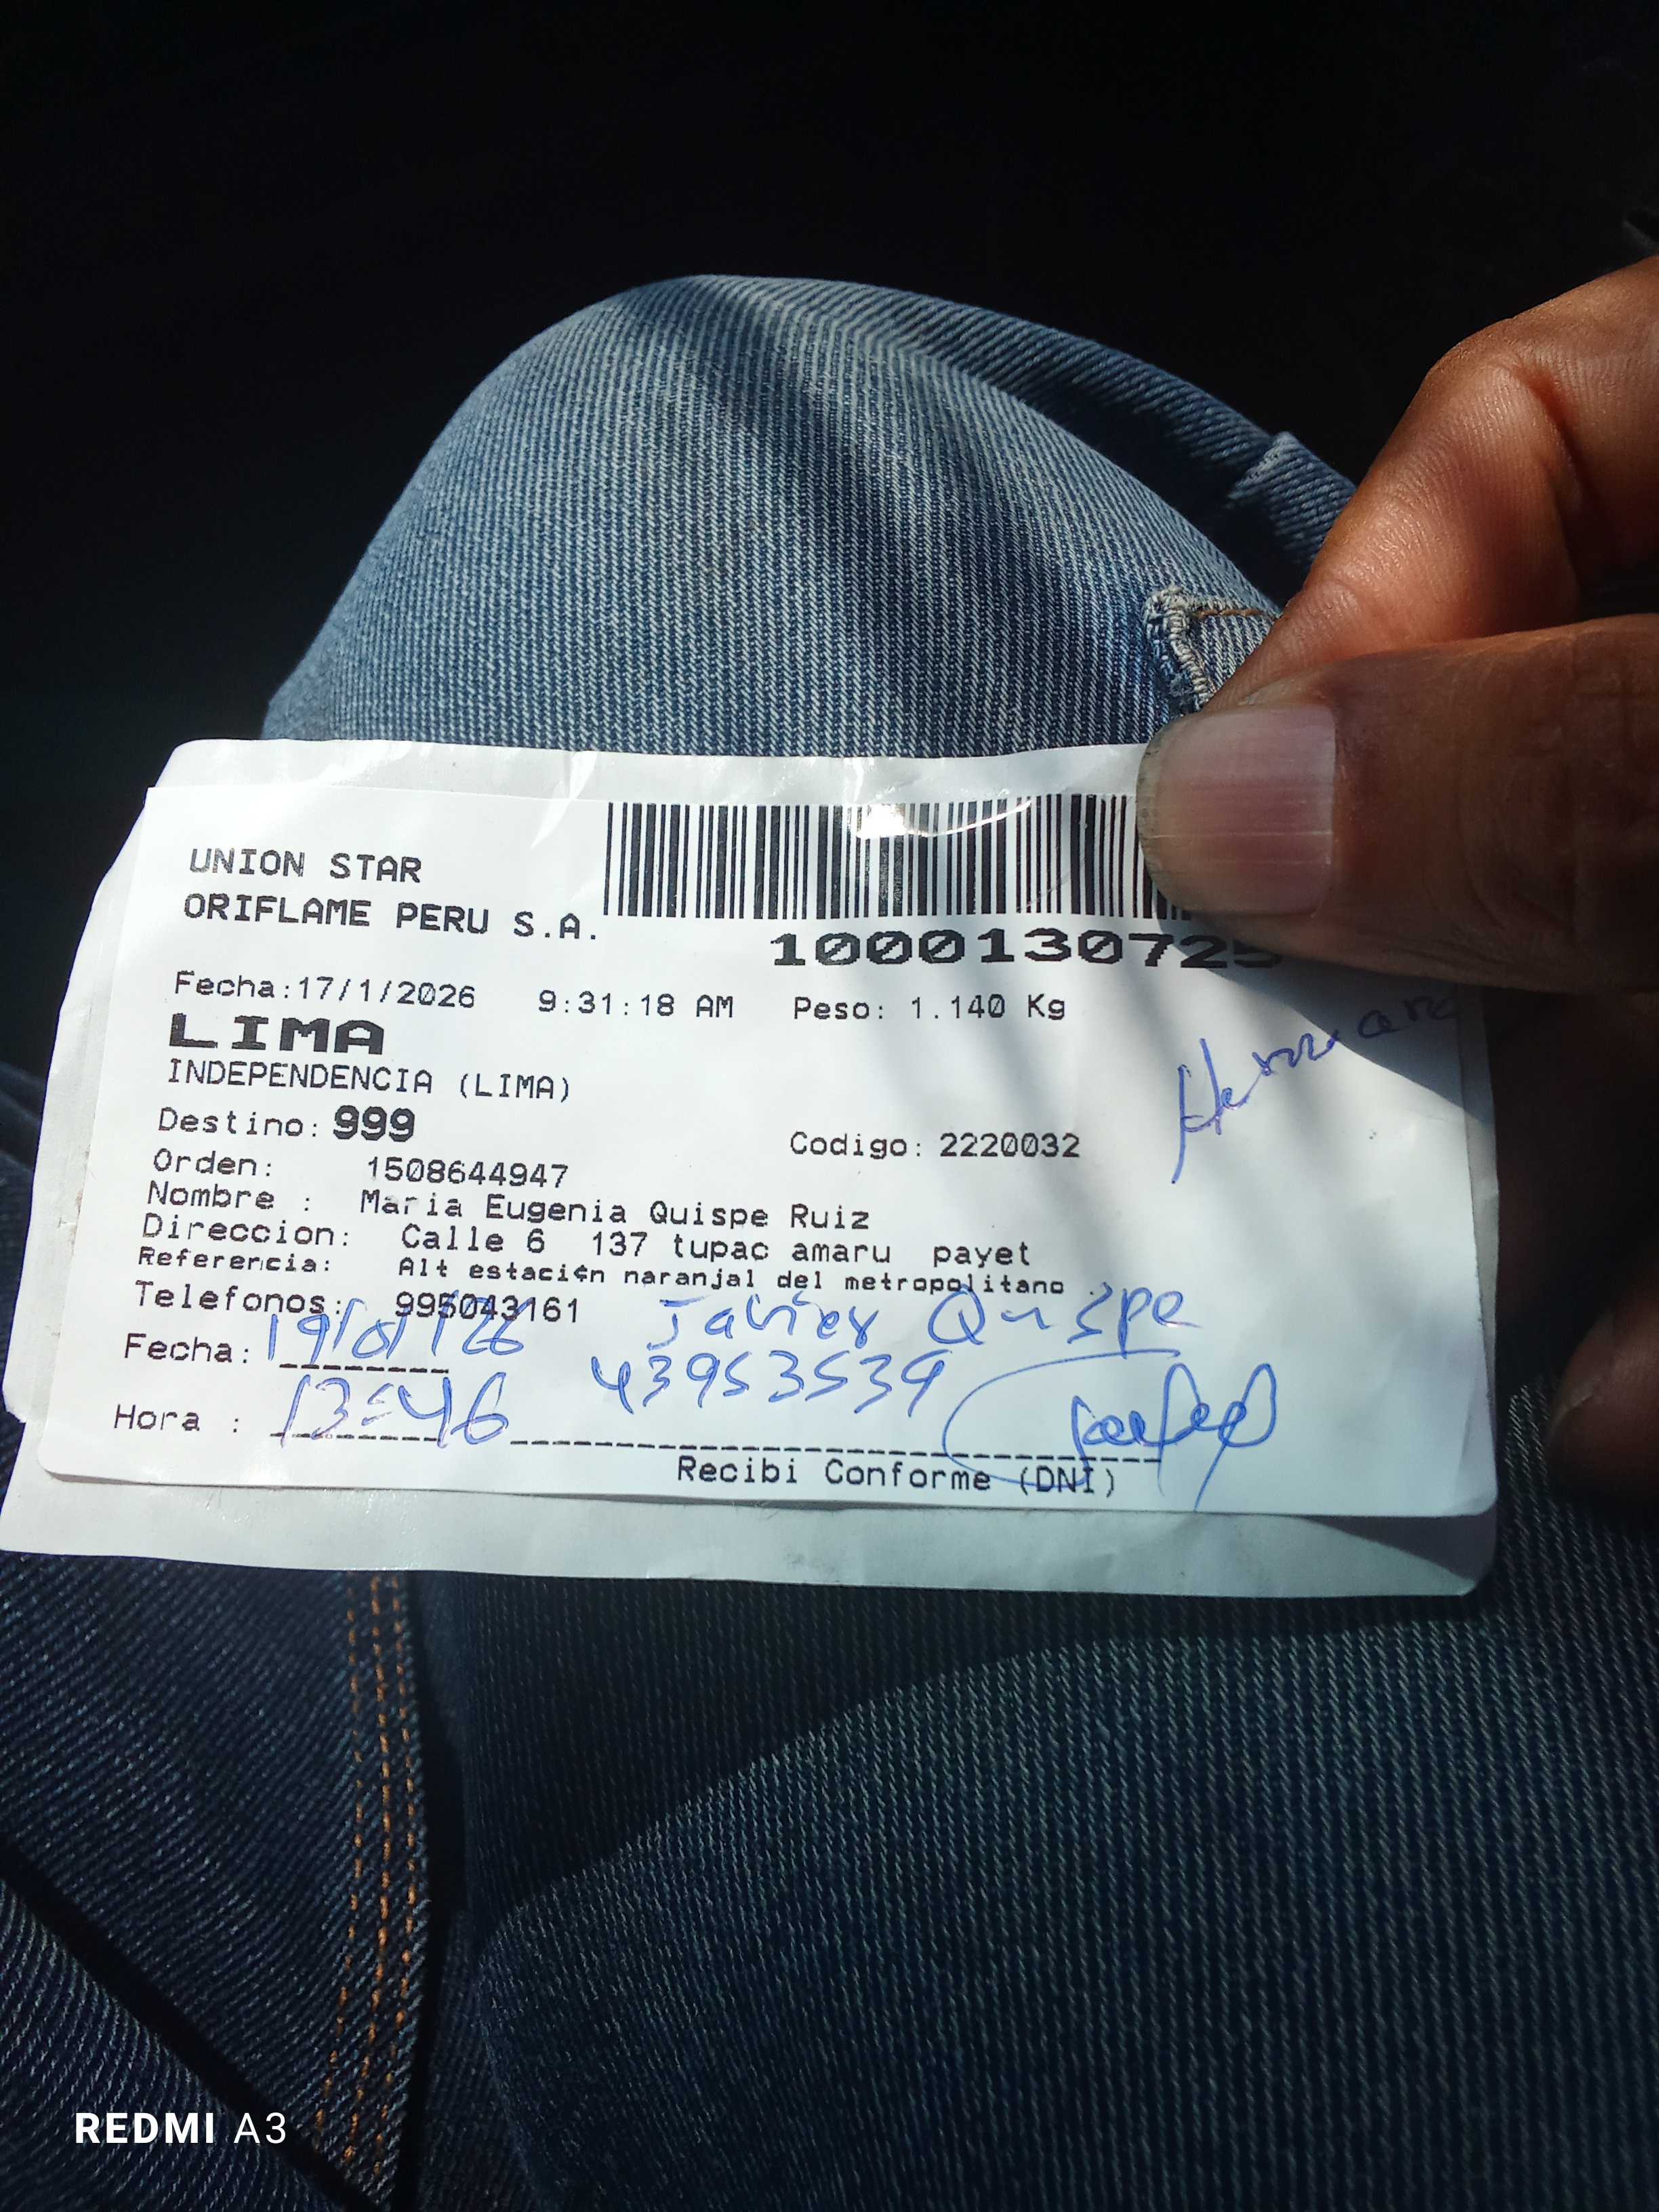 UNION STAR
ORIFLAME PERU S.A.
1000130725
Fecha:17/1/2026 9:31:18 AM Peso: 1.140 Kg
LIMA
INDEPENDENCIA (LIMA)
Hermano
Destino: 999 Codigo: 2220032
Orden: 1508644947
Nombre : Maria Eugenia Quispe Ruiz
Direccion: Calle 6 137 tupac amaru payet
Referencia: Alt estaci¢n naranjal del metropolitano .
Telefonos: 995043161
Javier Quispe
Fecha: 19/01/26 43953539
Hora : 13:46
Recibi Conforme (DNI)
REDMI A3